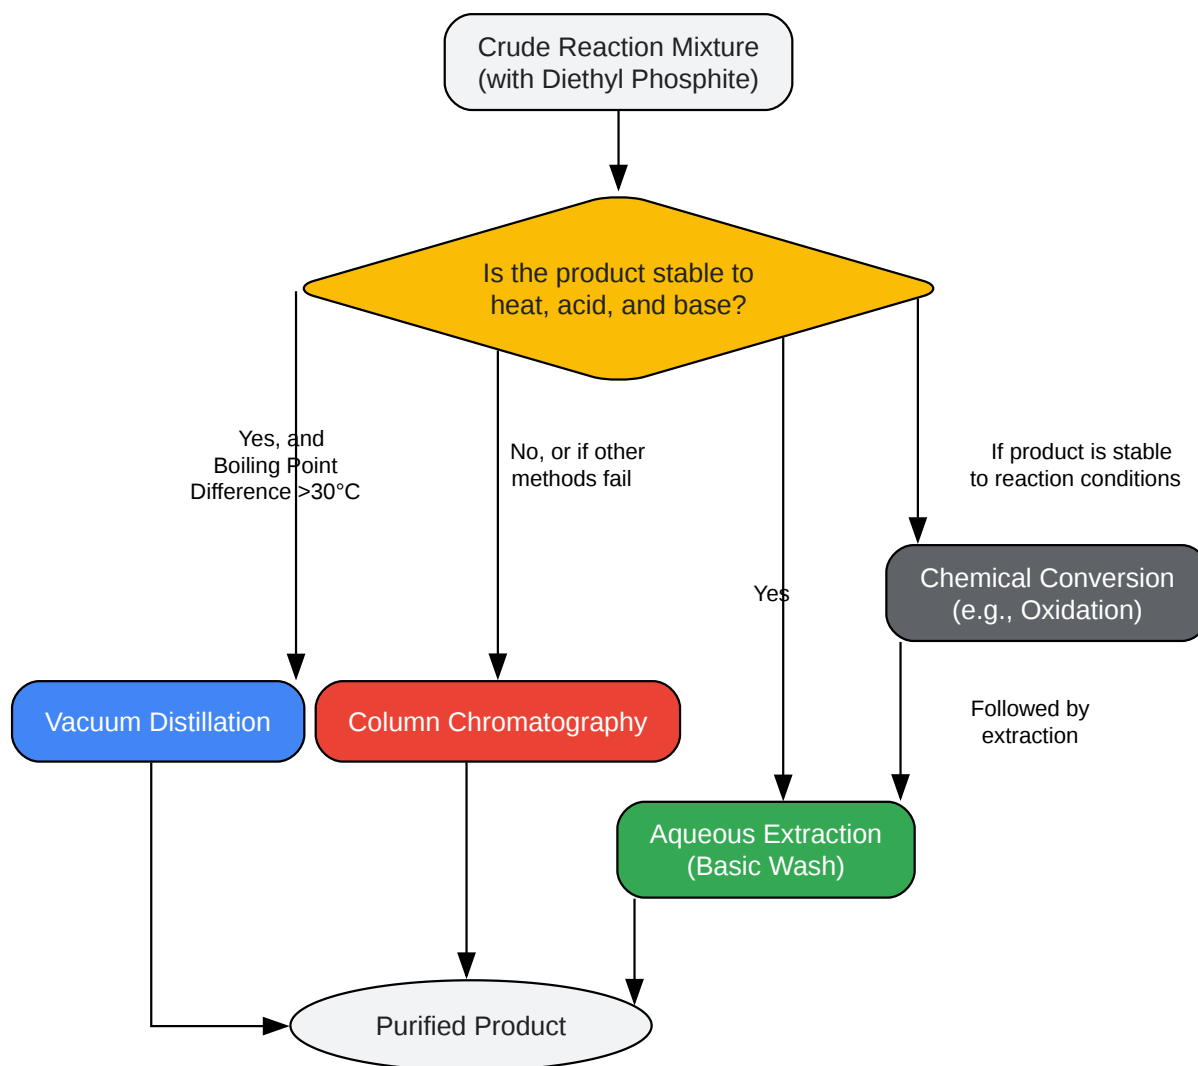 Crude Reaction Mixture
(with Diethyl Phosphite)
Is the product stable to
heat, acid, and base?
Yes, and
Boiling Point
Difference >30°C
No, or if other
methods fail
If product is stable
to reaction conditions
Yes
Chemical Conversion
(e.g., Oxidation)
Vacuum Distillation
Column Chromatography
Followed by
extraction
Aqueous Extraction
(Basic Wash)
Purified Product